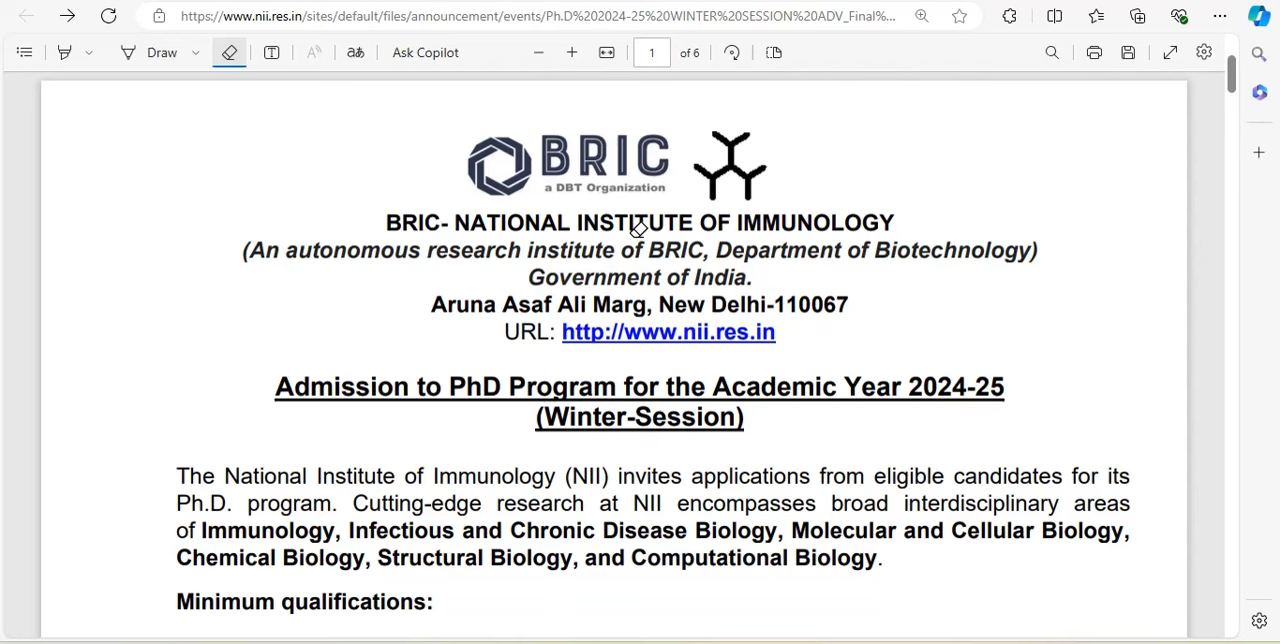 https://www.nii.res.in/sites/default/files/announcement/events/Ph.D%202024-25%20WINTER%20SESSION%20ADV_Final%...
Draw
Ask Copilot
1 of 6
BRIC
a DBT Organization
BRIC- NATIONAL INSTITUTE OF IMMUNOLOGY
(An autonomous research institute of BRIC, Department of Biotechnology)
Government of India.
Aruna Asaf Ali Marg, New Delhi-110067
URL: http://www.nii.res.in
Admission to PhD Program for the Academic Year 2024-25
(Winter-Session)
The National Institute of Immunology (NII) invites applications from eligible candidates for its
Ph.D. program. Cutting-edge research at NII encompasses broad interdisciplinary areas
of Immunology, Infectious and Chronic Disease Biology, Molecular and Cellular Biology,
Chemical Biology, Structural Biology, and Computational Biology.
Minimum qualifications: